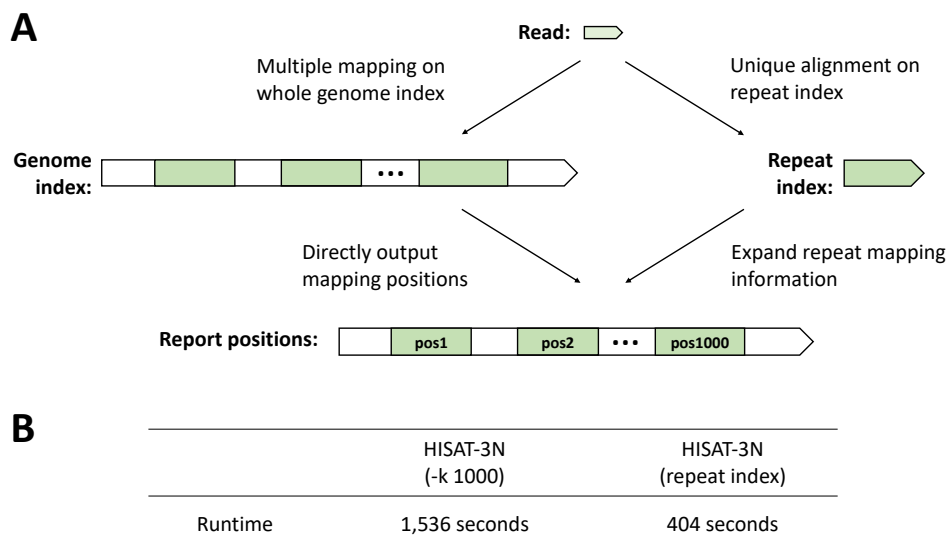 A
Read:
Multiple mapping on
whole genome index
Unique alignment on
repeat index
Genome
index:
...
Repeat
index:
Directly output
mapping positions
Expand repeat mapping
information
Report positions:
pos1
pos2
...
pos1000
B
HISAT-3N
(-k 1000)
HISAT-3N
(repeat index)
Runtime
1,536 seconds
404 seconds